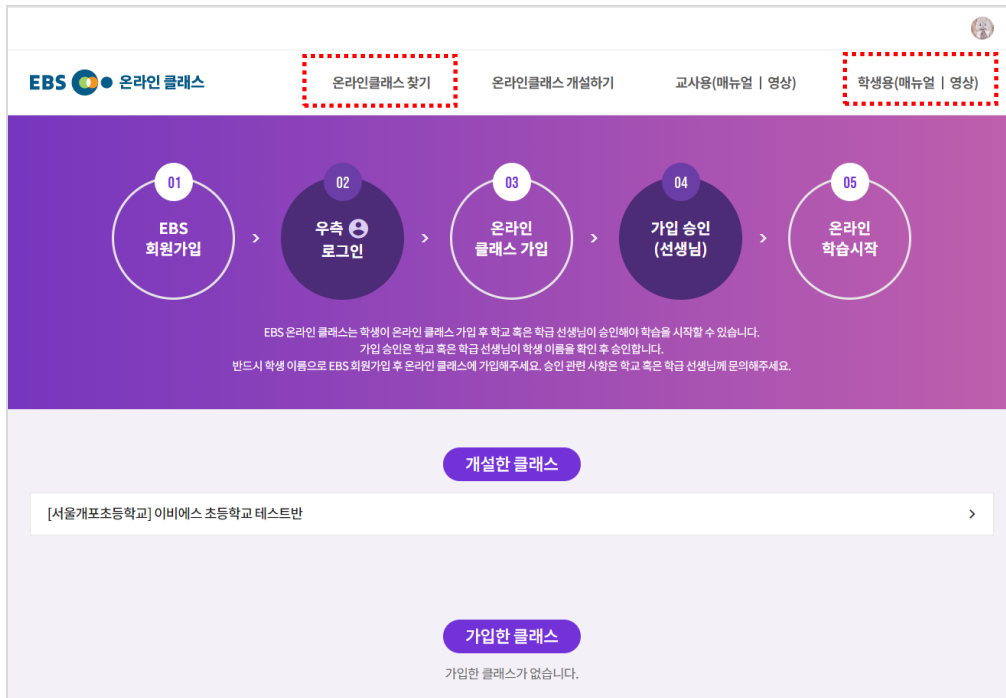 EBS 온라인 클래스
온라인클래스 찾기
온라인클래스 개설하기
교사용(매뉴얼 | 영상)
학생용(매뉴얼 | 영상)
01
EBS
회원가입
02
우측
로그인
03
온라인
클래스 가입
04
가입 승인
(선생님)
05
온라인
학습시작
EBS 온라인 클래스는 학생이 온라인 클래스 가입 후 학교 혹은 학급 선생님이 승인해야 학습을 시작할 수 있습니다.
가입 승인은 학교 혹은 학급 선생님이 학생 이름을 확인 후 승인합니다.
반드시 학생 이름으로 EBS 회원가입 후 온라인 클래스에 가입해주세요. 승인 관련 사항은 학교 혹은 학급 선생님께 문의해주세요.
개설한 클래스
[서울개포초등학교] 이비에스 초등학교 테스트반
가입한 클래스
가입한 클래스가 없습니다.